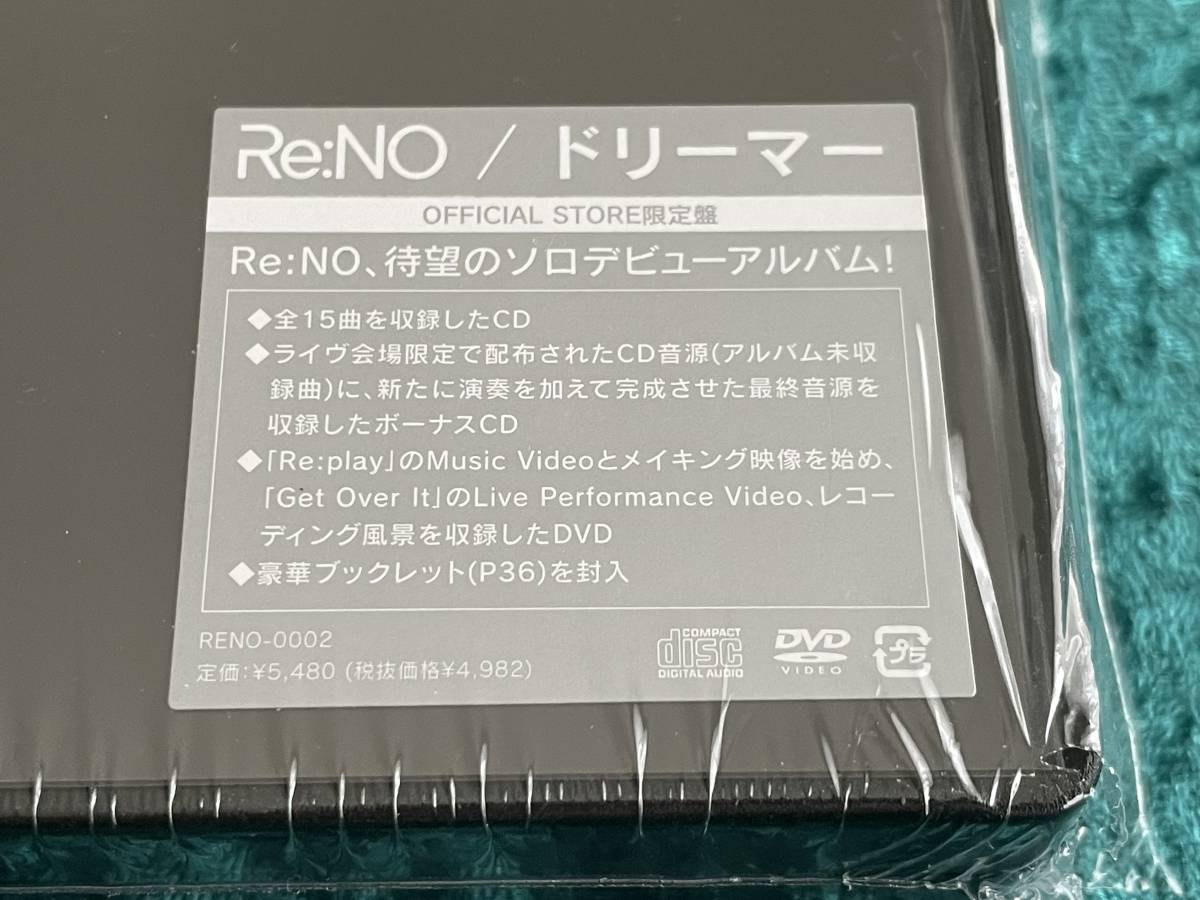 Re:NO / ドリーマー
OFFICIAL STORE限定盤
Re:NO、待望のソロデビューアルバム!
◆全15曲を収録したCD
◆ライヴ会場限定で配布されたCD音源(アルバム未収
録曲)に、新たに演奏を加えて完成させた最終音源を
収録したボーナスCD
◆「Re:play」のMusic Videoとメイキング映像を始め、
「Get Over It」のLive Performance Video、レコー
ディング風景を収録したDVD
◆豪華ブックレット(P36)を封入
RENO-0002
定価:¥5,480 (税抜価格¥4,982)
COMPACT
disc
DIGITAL AUDIO
DVD
VIDEO
プラ